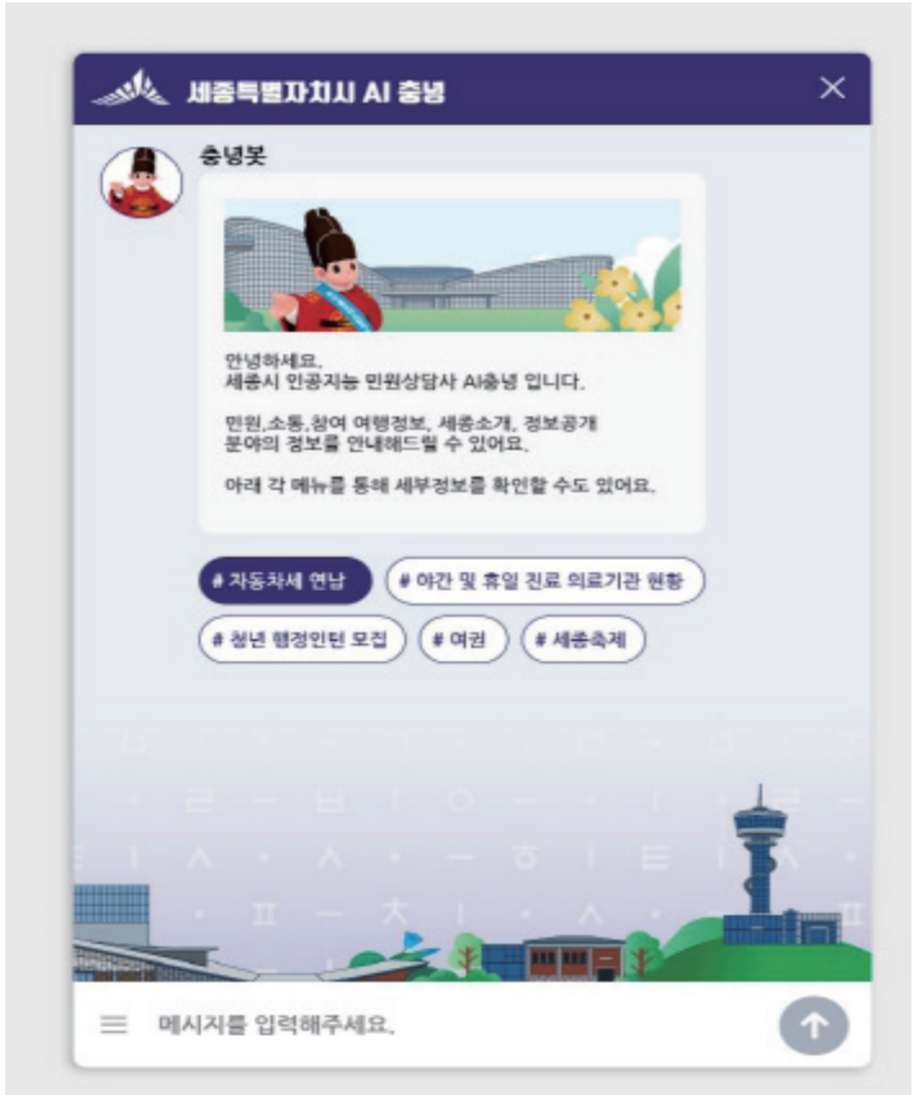 세종특별자치시 AI 충녕
충녕봇
안녕하세요.
세종시 인공지능 민원상담사 AI충녕 입니다.
민원,소통,참여 여행정보, 세종소개, 정보공개
분야의 정보를 안내해드릴 수 있어요.
아래 각 메뉴를 통해 세부정보를 확인할 수도 있어요.
# 자동차세 연납
# 야간 및 휴일 진료 의료기관 현황
# 청년 행정인턴 모집
# 여권
# 세종축제
메시지를 입력해주세요.